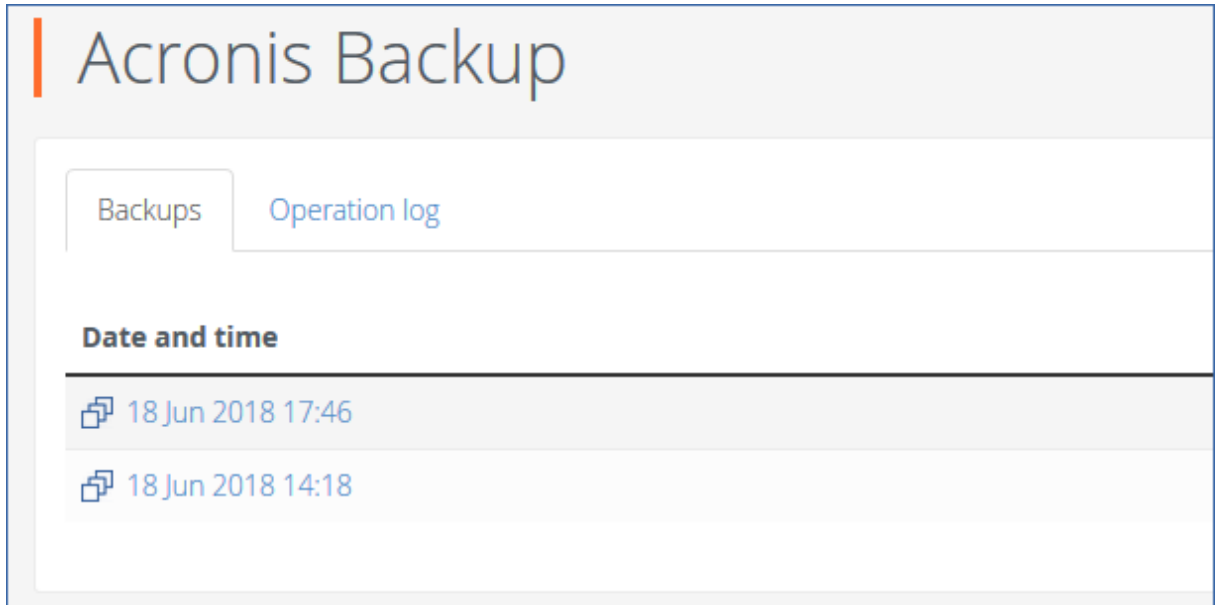 Acronis Backup
Backups Operation log
Date and time
18 Jun 2018 17:46
18 Jun 2018 14:18